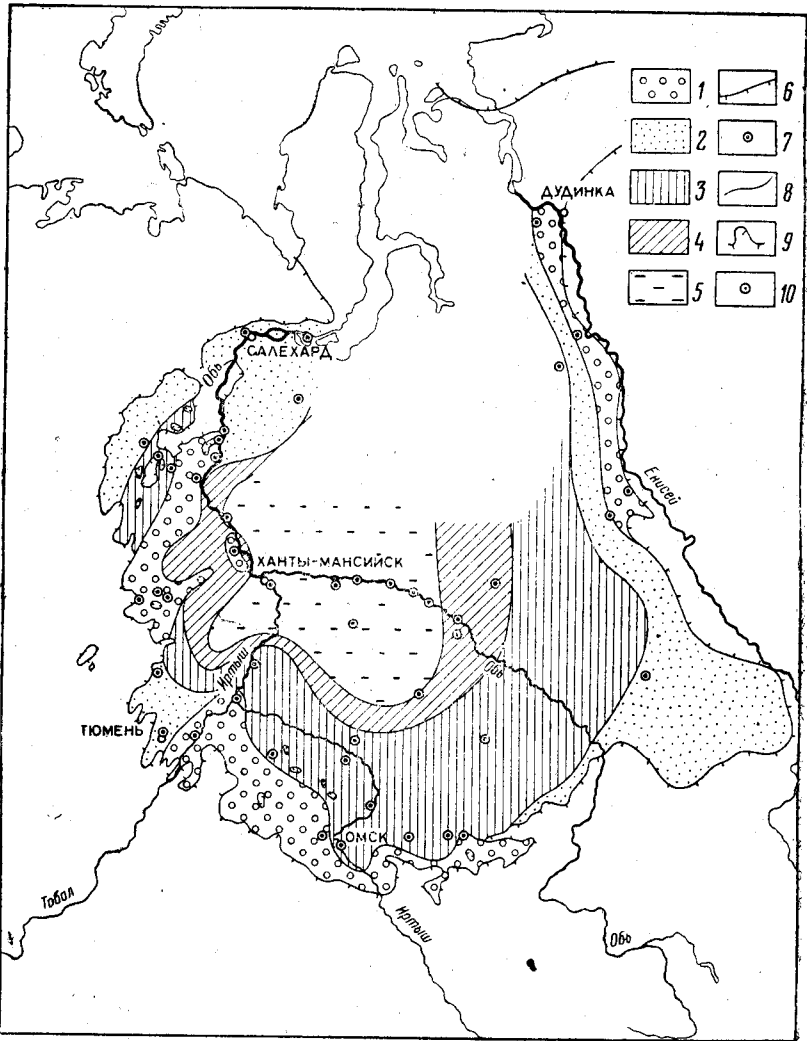 1 6
2 7
3 8
4 9
5 10
ДУДИНКА
САЛЕХАРД
Обь
Енисей
ХАНТЫ-МАНСИЙСК
Иртыш
Обь
ТЮМЕНЬ
ОМСК
Тобол
Иртыш
Обь